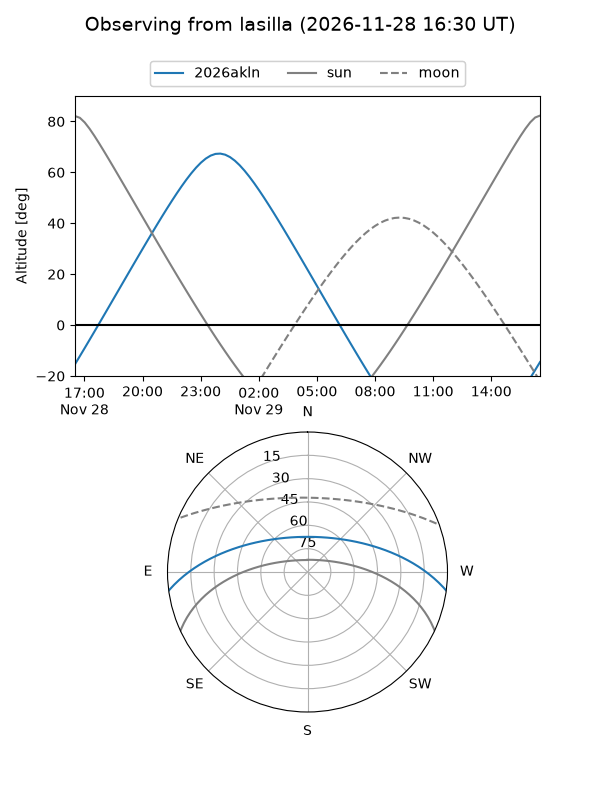 Observing from lasilla (2026-11-28 16:30 UT)
2026akln sun moon
Altitude [deg]
80
60
40
20
0
−20
17:00 20:00 23:00 02:00 05:00 08:00 11:00 14:00
Nov 28 Nov 29
N
NE NW
15
30
45
60
75
E W
SE SW
S